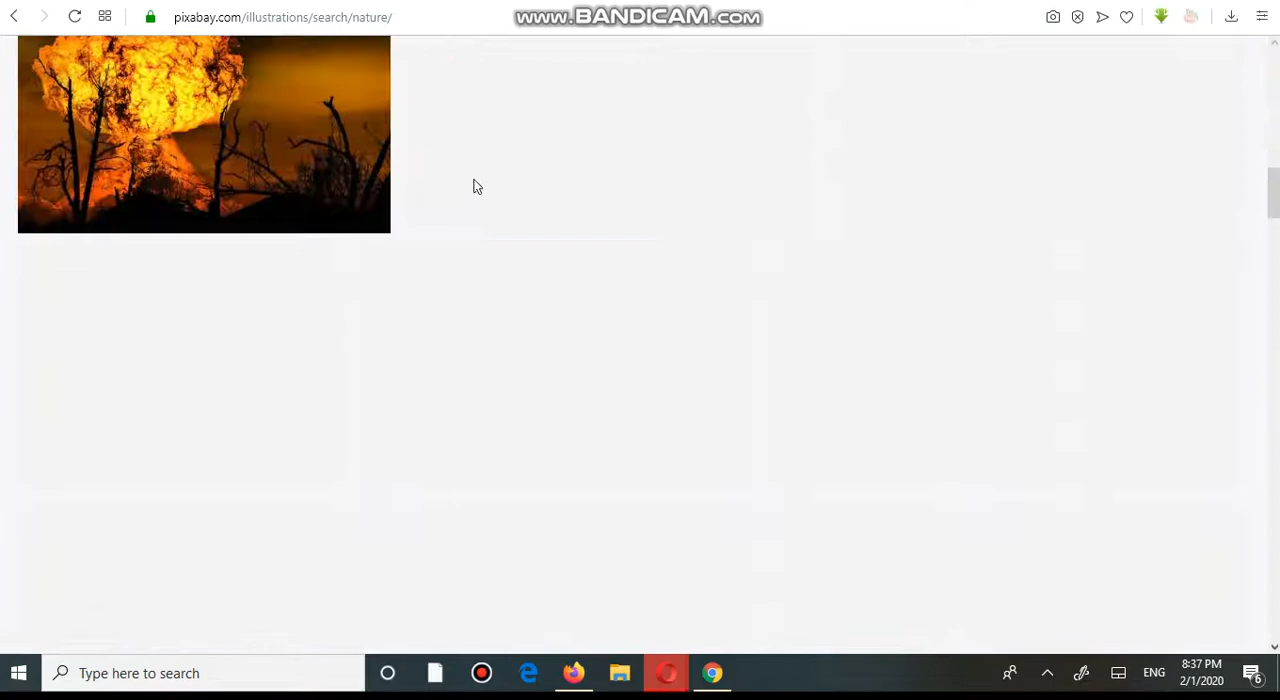 pixabay.com/illustrations/search/nature/
www.BANDICAM.com
Type here to search
ENG
8:37 PM
2/1/2020
6